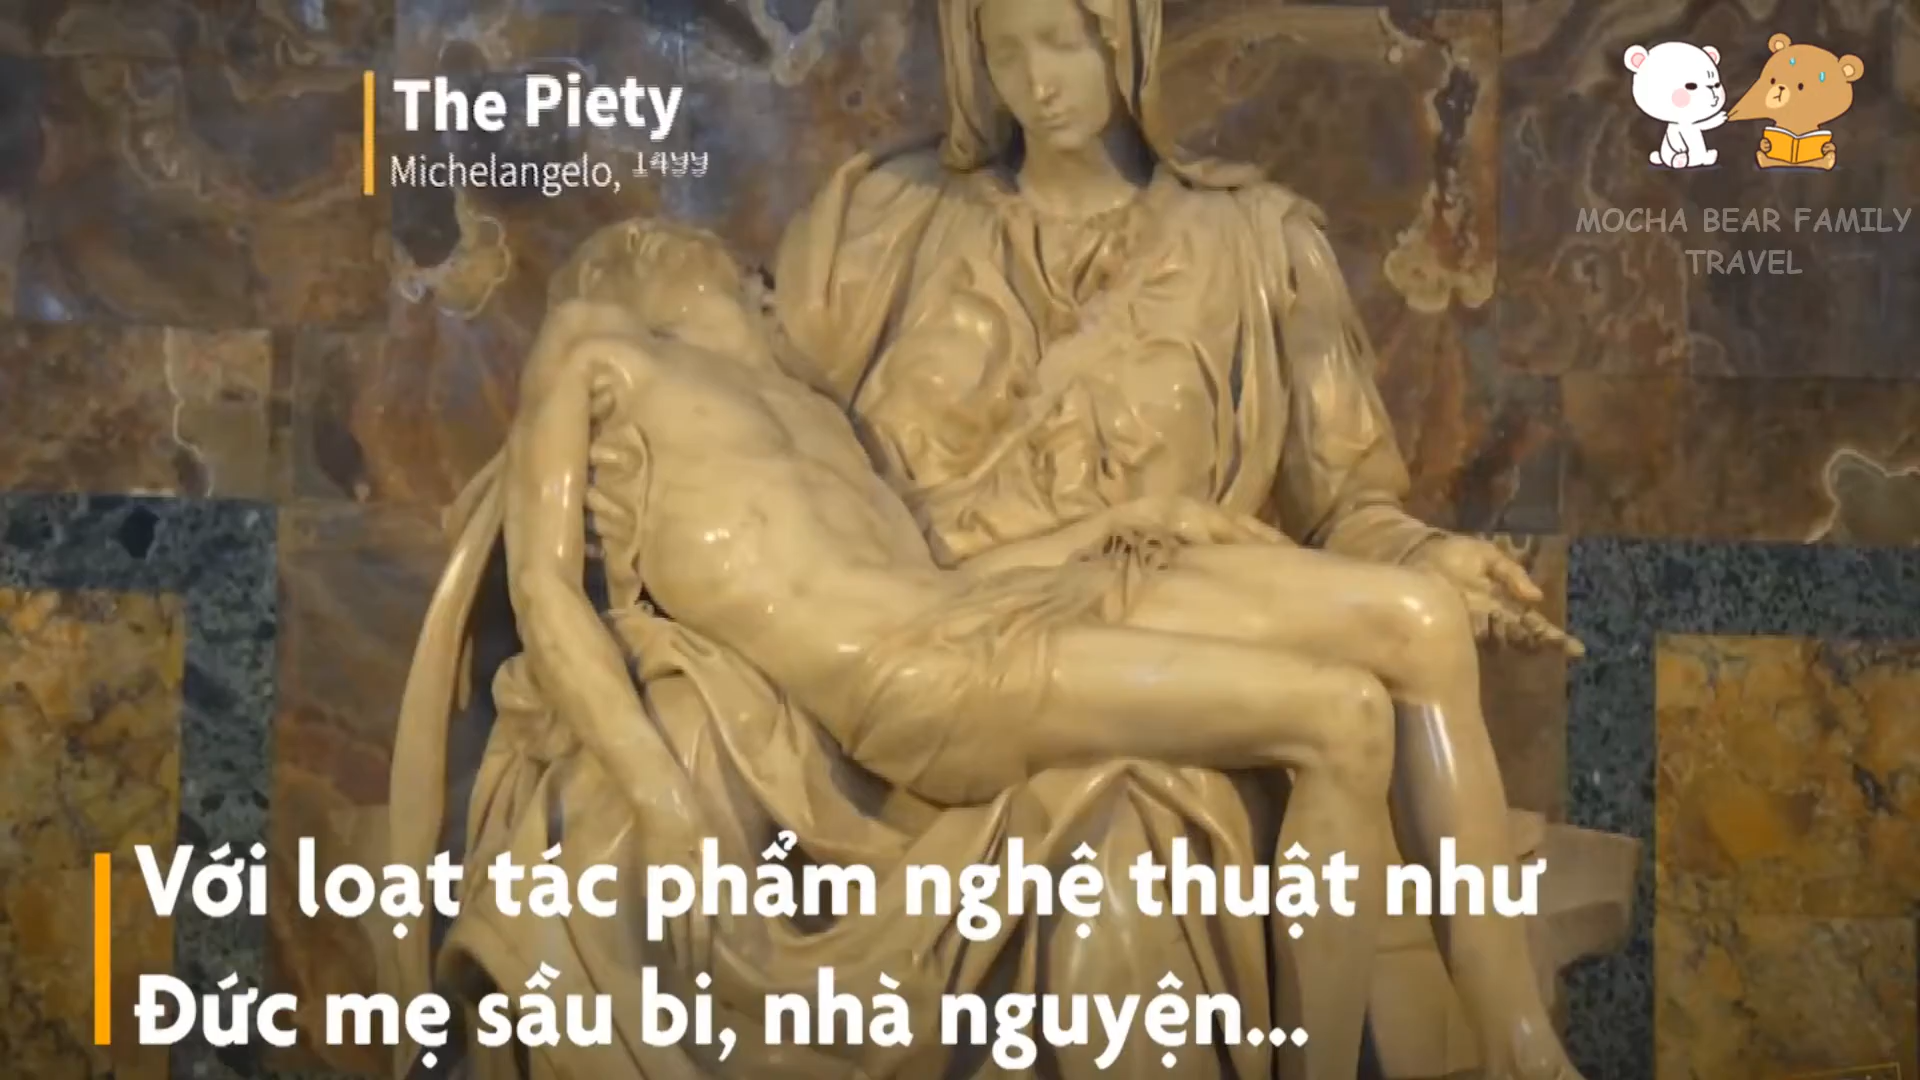 The Piety
Michelangelo, 1499
MOCHA BEAR FAMILY
TRAVEL
Với loạt tác phẩm nghệ thuật như
Đức mẹ sầu bi, nhà nguyện...